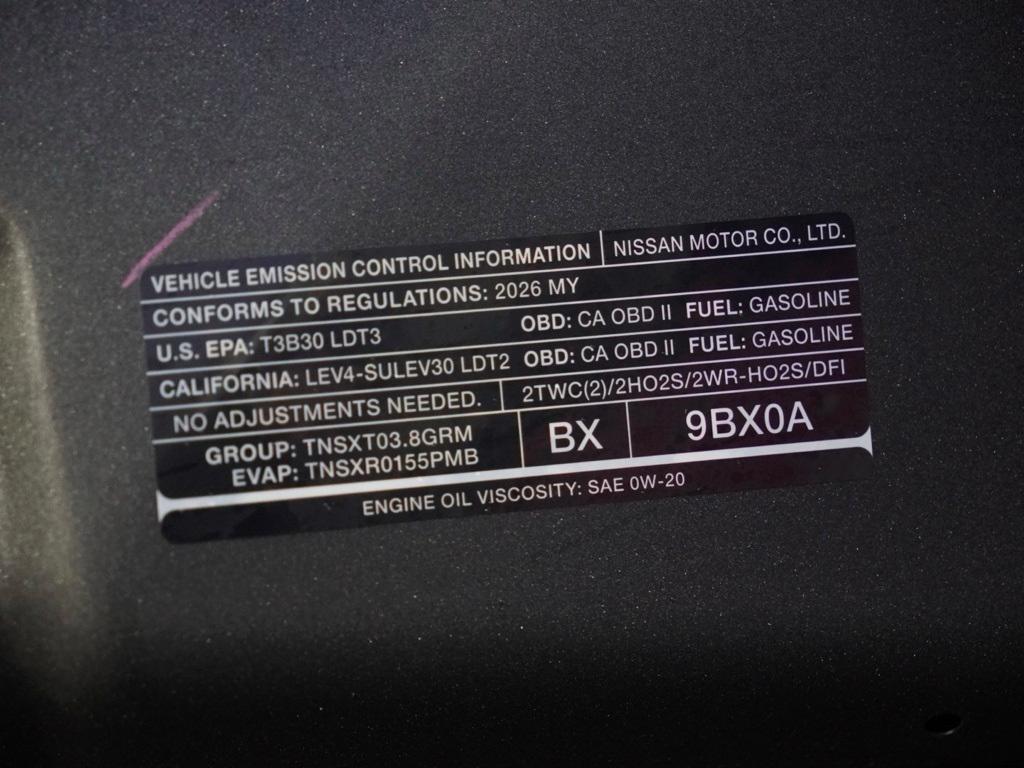 VEHICLE EMISSION CONTROL INFORMATION NISSAN MOTOR CO., LTD.
CONFORMS TO REGULATIONS: 2026 MY
U.S. EPA: T3B30 LDT3 OBD: CA OBD II FUEL: GASOLINE
CALIFORNIA: LEV4-SULEV30 LDT2 OBD: CA OBD II FUEL: GASOLINE
NO ADJUSTMENTS NEEDED. 2TWC(2)/2HO2S/2WR-HO2S/DFI
GROUP: TNSXT03.8GRM BX 9BX0A
EVAP: TNSXR0155PMB
ENGINE OIL VISCOSITY: SAE 0W-20